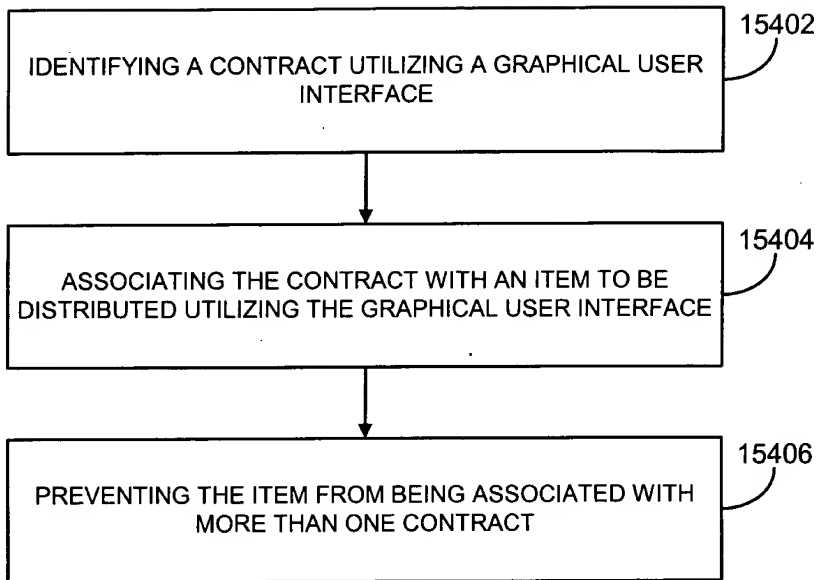 15402
IDENTIFYING A CONTRACT UTILIZING A GRAPHICAL USER
INTERFACE
15404
ASSOCIATING THE CONTRACT WITH AN ITEM TO BE
DISTRIBUTED UTILIZING THE GRAPHICAL USER INTERFACE
15406
PREVENTING THE ITEM FROM BEING ASSOCIATED WITH
MORE THAN ONE CONTRACT